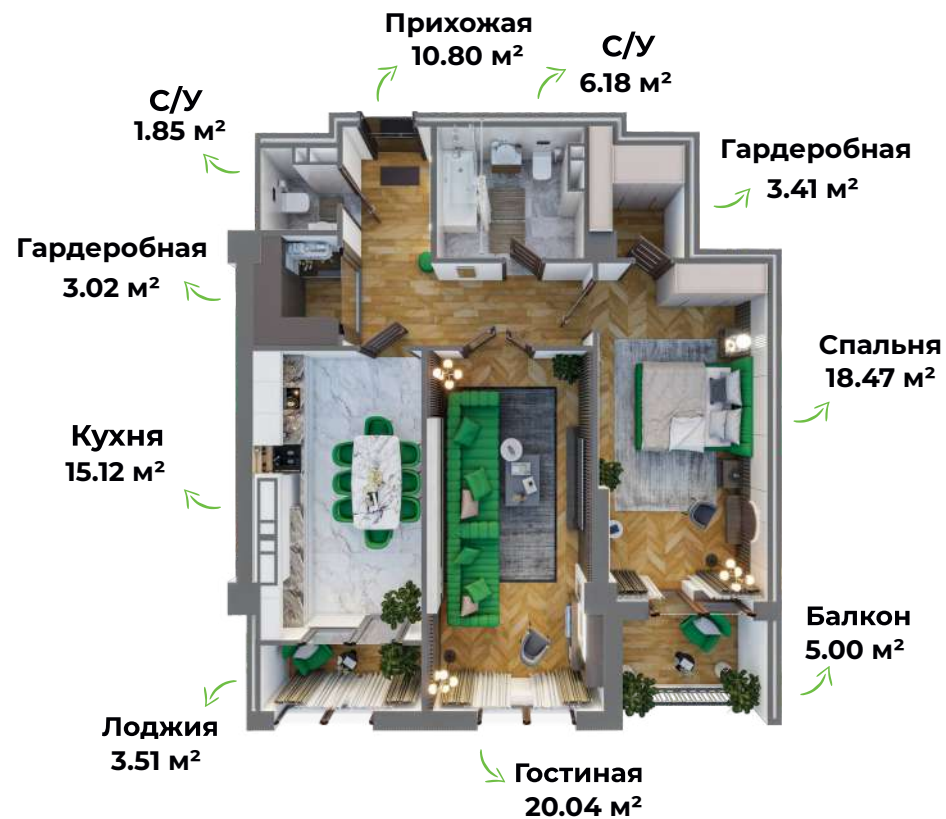 Прихожая
10.80 м²
С/У
6.18 м²
С/У
1.85 м²
Гардеробная
3.41 м²
Гардеробная
3.02 м²
Спальня
18.47 м²
Кухня
15.12 м²
Балкон
5.00 м²
Лоджия
3.51 м²
Гостиная
20.04 м²